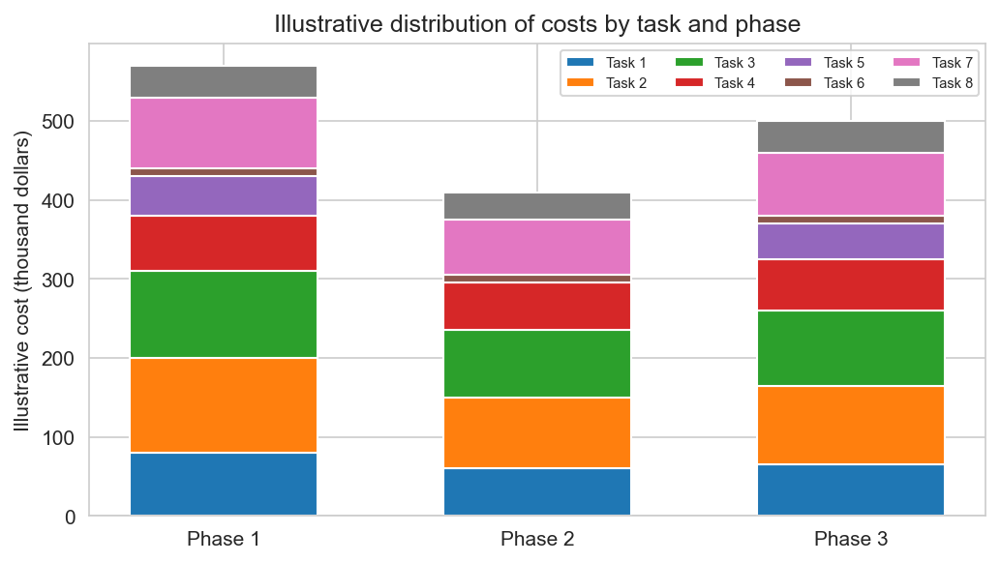 Illustrative distribution of costs by task and phase
Task 1 Task 3 Task 5 Task 7
Task 2 Task 4 Task 6 Task 8
Illustrative cost (thousand dollars)
500
400
300
200
100
0
Phase 1 Phase 2 Phase 3